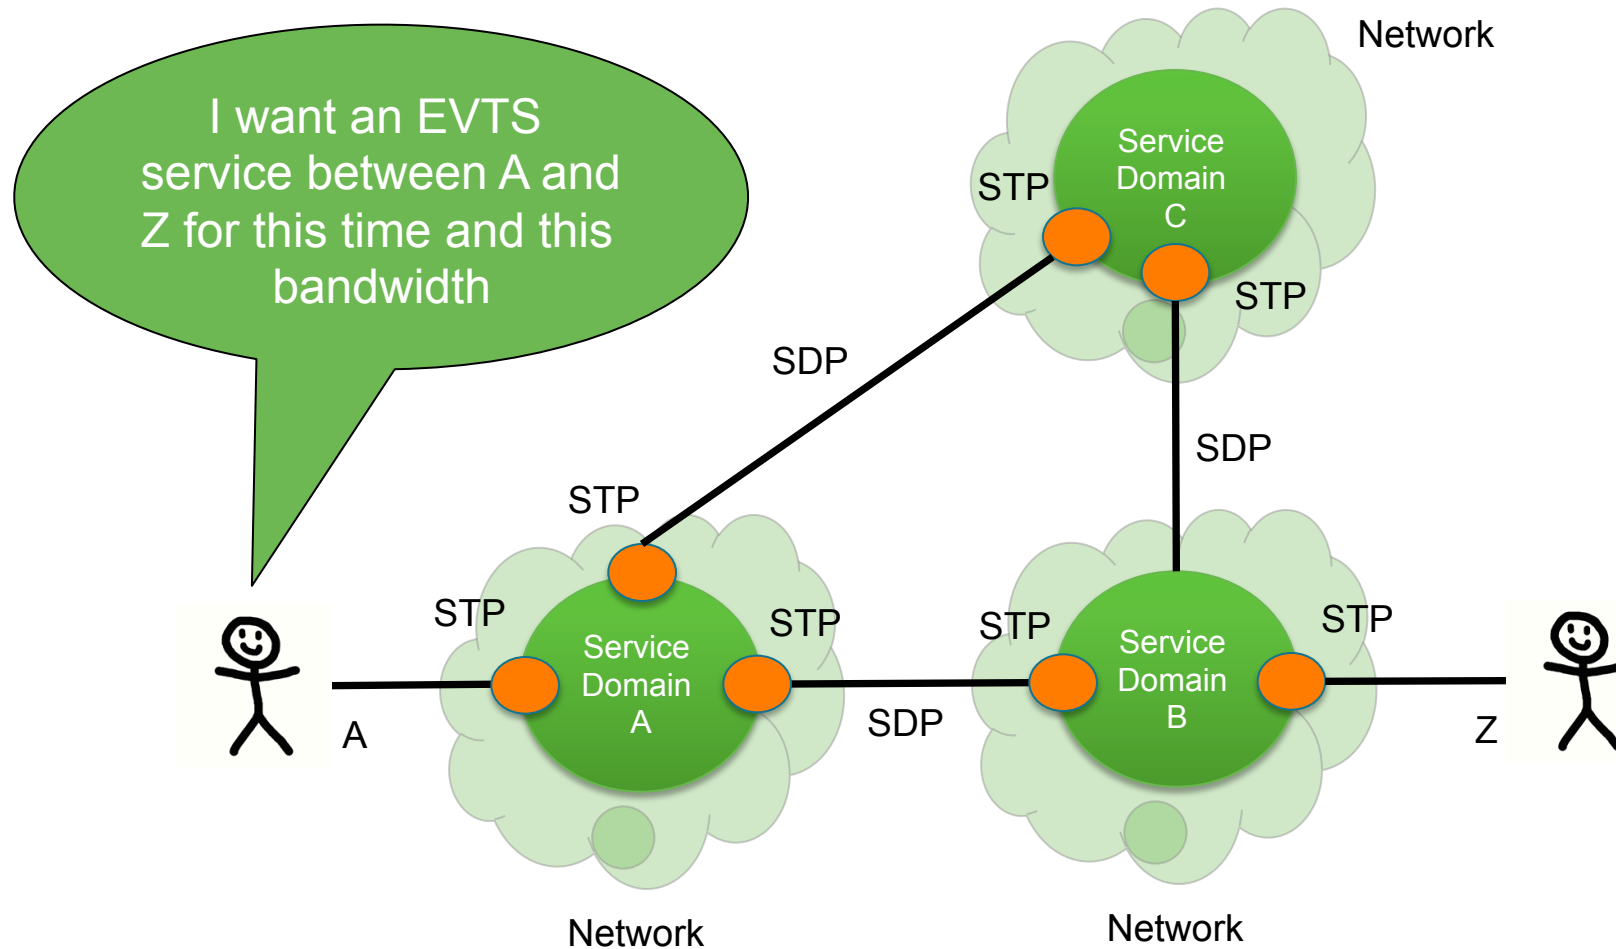 Network
I want an EVTS
service between A and
Z for this time and this
bandwidth
Service
Domain
C
STP
STP
SDP
SDP
STP
STP
Service
Domain
A
STP
STP
Service
Domain
B
STP
A
SDP
Z
Network
Network